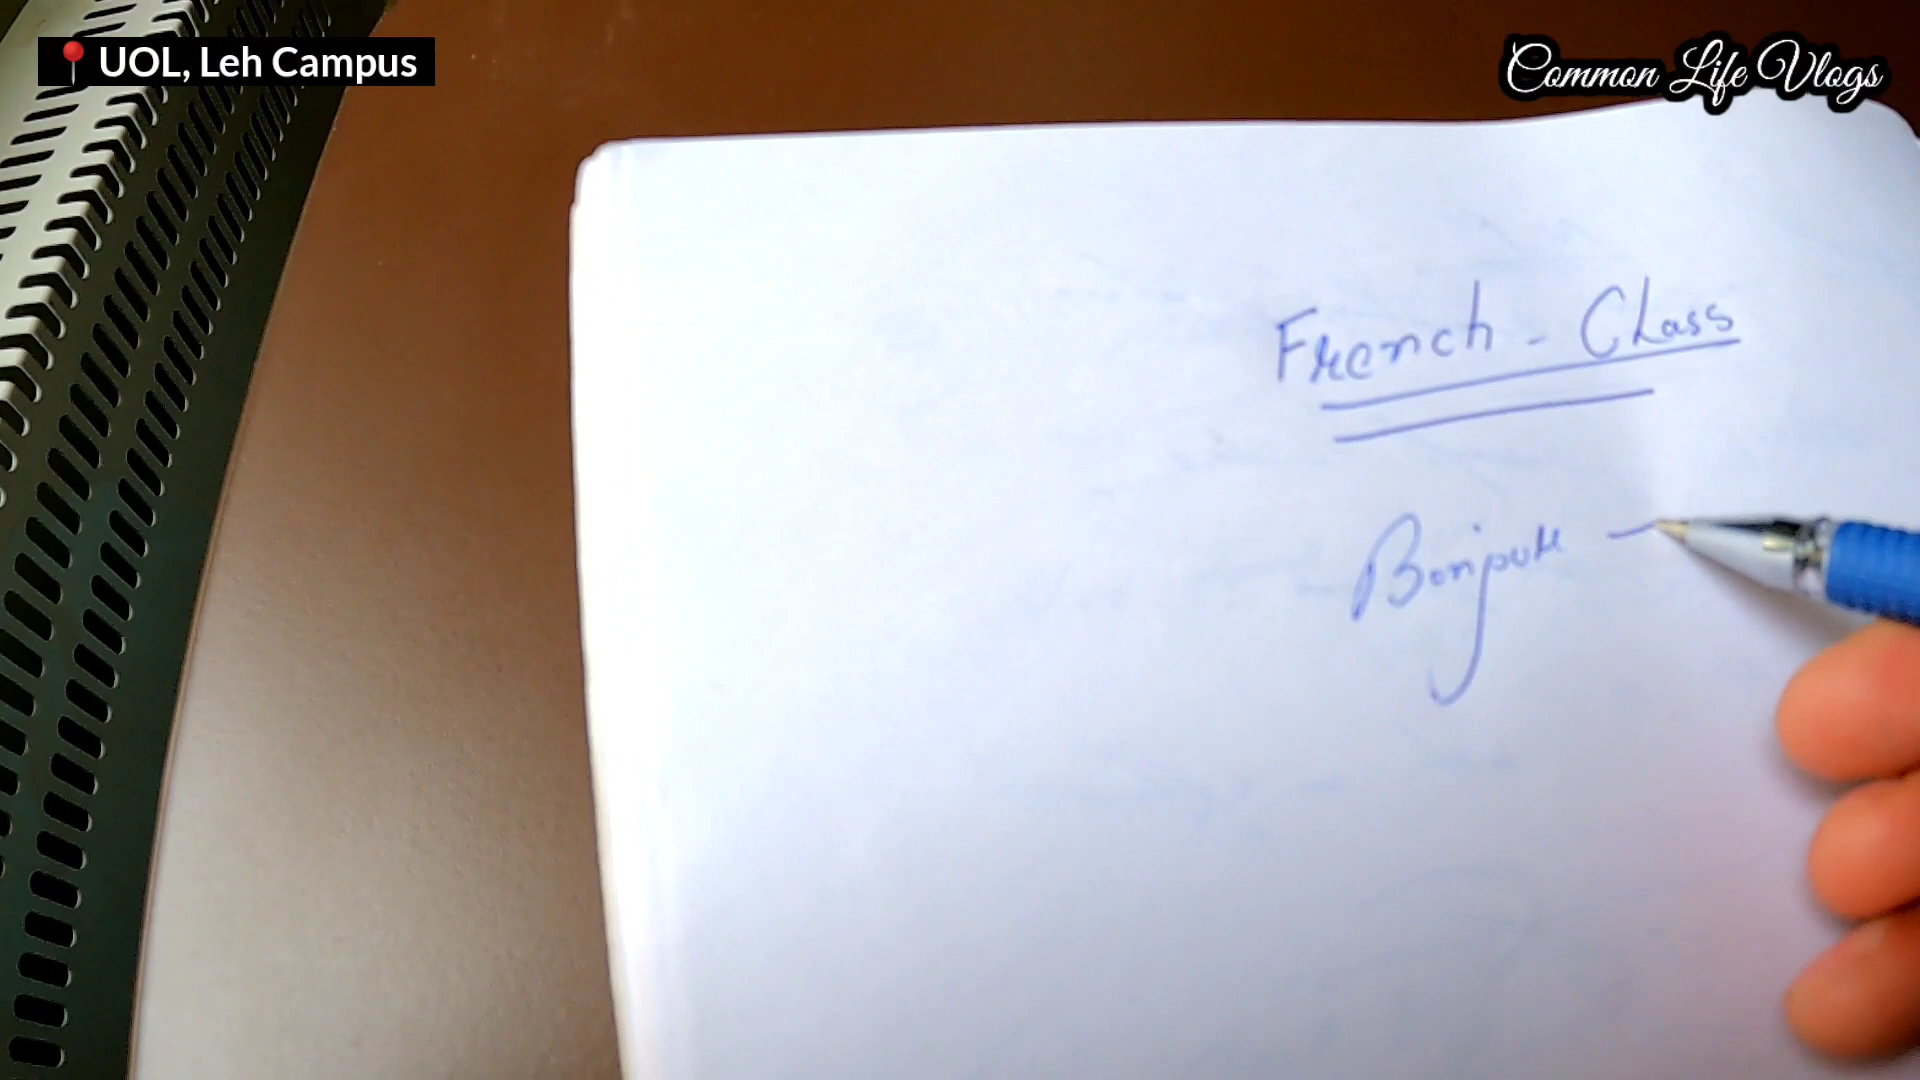 UOL, Leh Campus
Common Life Vlogs
French - Class
Bonjour -